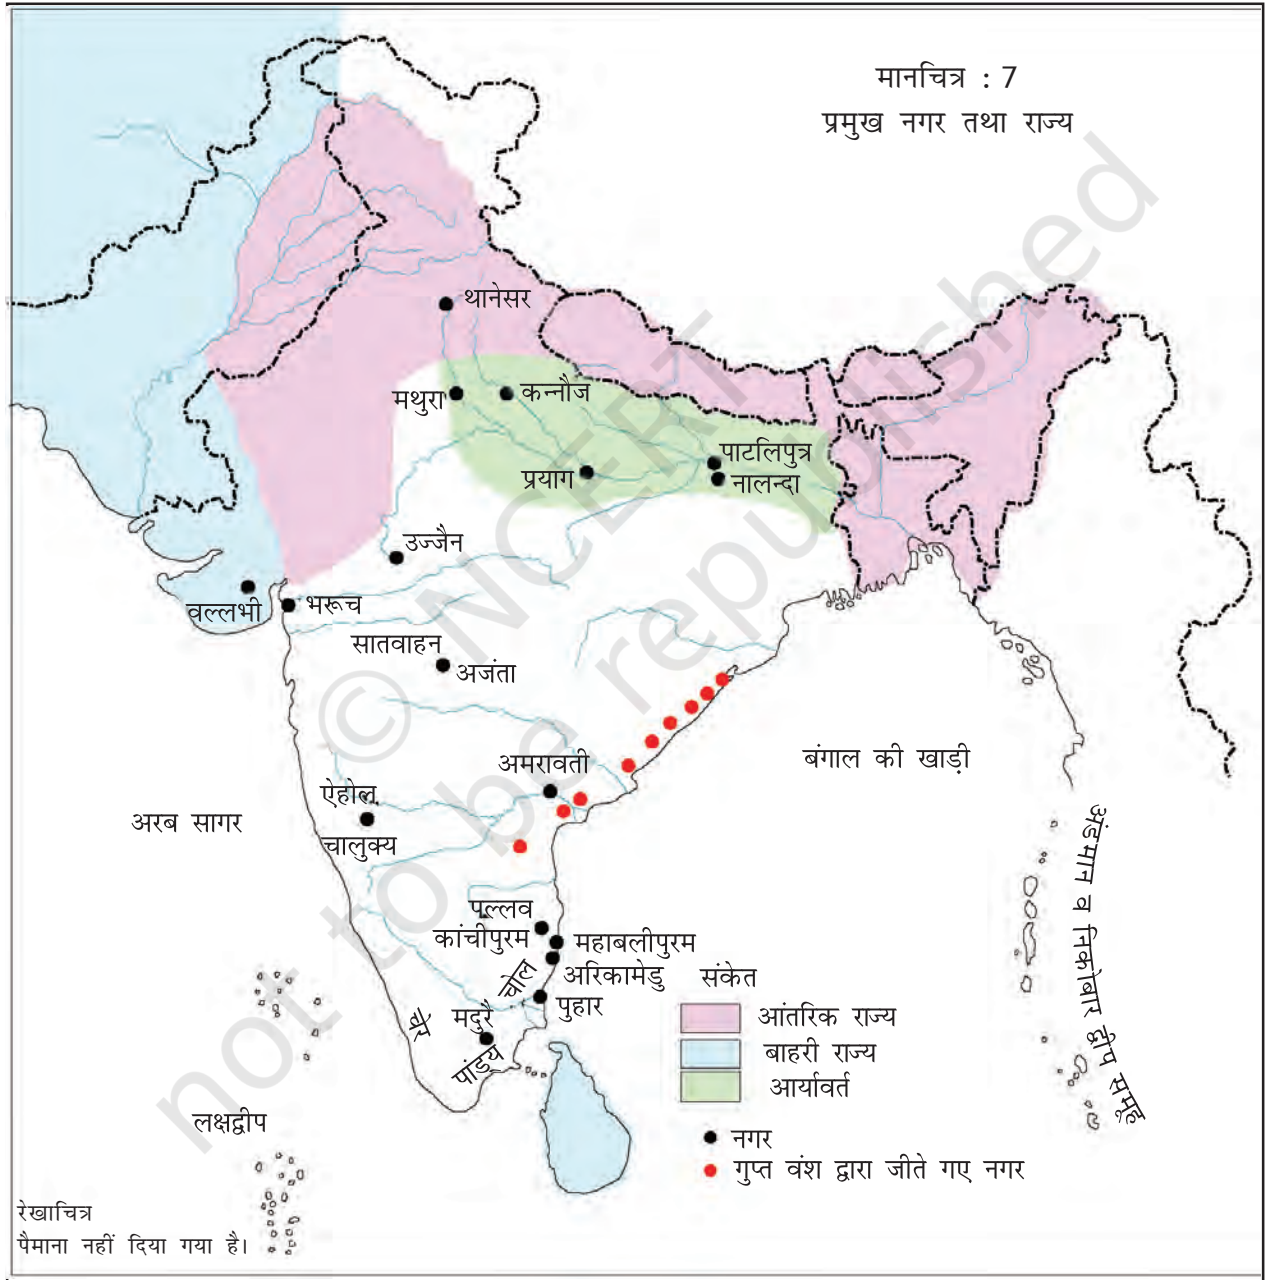 मानचित्र : 7
प्रमुख नगर तथा राज्य
थानेसर
मथुरा
कन्नौज
पाटलिपुत्र
प्रयाग
नालन्दा
उज्जैन
वल्लभी
भरूच
सातवाहन
अजंता
अमरावती
बंगाल की खाड़ी
ऐहोल
अरब सागर
चालुक्य
अंडमान व निकोबार द्वीप समूह
पल्लव
कांचीपुरम
महाबलीपुरम
चोल
अरिकामेडु
पुहार
चेर
मदुरै
पांड्य
संकेत
आंतरिक राज्य
बाहरी राज्य
आर्यावर्त
नगर
गुप्त वंश द्वारा जीते गए नगर
लक्षद्वीप
रेखाचित्र
पैमाना नहीं दिया गया है।
© NCERT
not to be republished